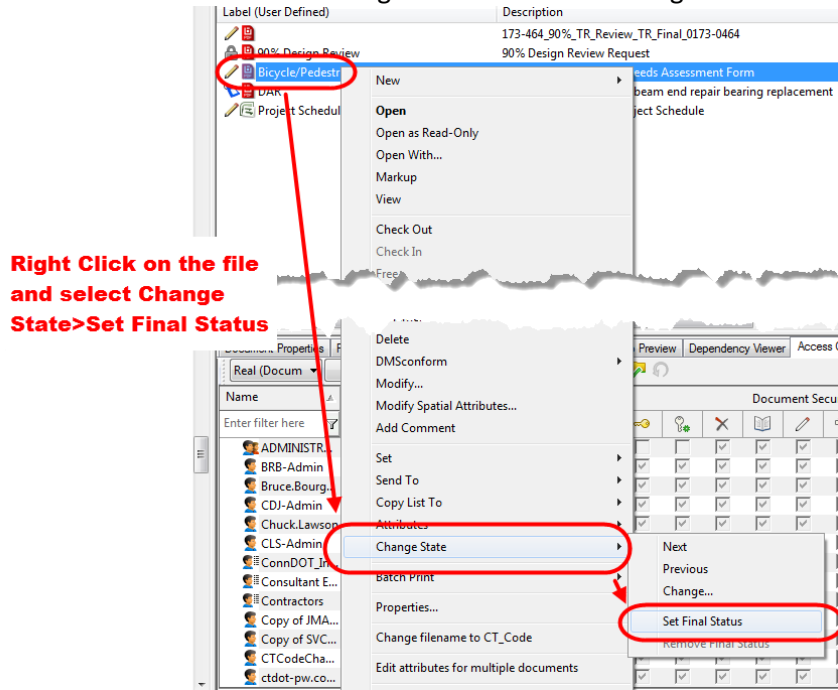 Label (User Defined) Description
173-464_90%_TR_Review_TR_Final_0173-0464
90% Design Review 90% Design Review Request
Bicycle/Pedestr eeds Assessment Form
DAR beam end repair bearing replacement
Project Schedul ject Schedule
New
Open
Open as Read-Only
Open With...
Markup
View
Check Out
Check In
Free
Right Click on the file
and select Change
State>Set Final Status
Delete
Document Properties Preview Dependency Viewer Access
DMSconform
Real (Docum
Modify...
Name Document Secu
Modify Spatial Attributes...
Enter filter here
Add Comment
ADMINISTR...
BRB-Admin
Set
Bruce.Bourg...
Send To
CDJ-Admin
Copy List To
Chuck.Lawson
Attributes
CLS-Admin
Change State
Next
ConnDOT_In...
Previous
Consultant E...
Batch Print
Change...
Contractors
Properties...
Set Final Status
Copy of JMA...
Remove Final Status
Copy of SVC...
Change filename to CT_Code
CTCodeCha...
Edit attributes for multiple documents
ctdot-pw.co...